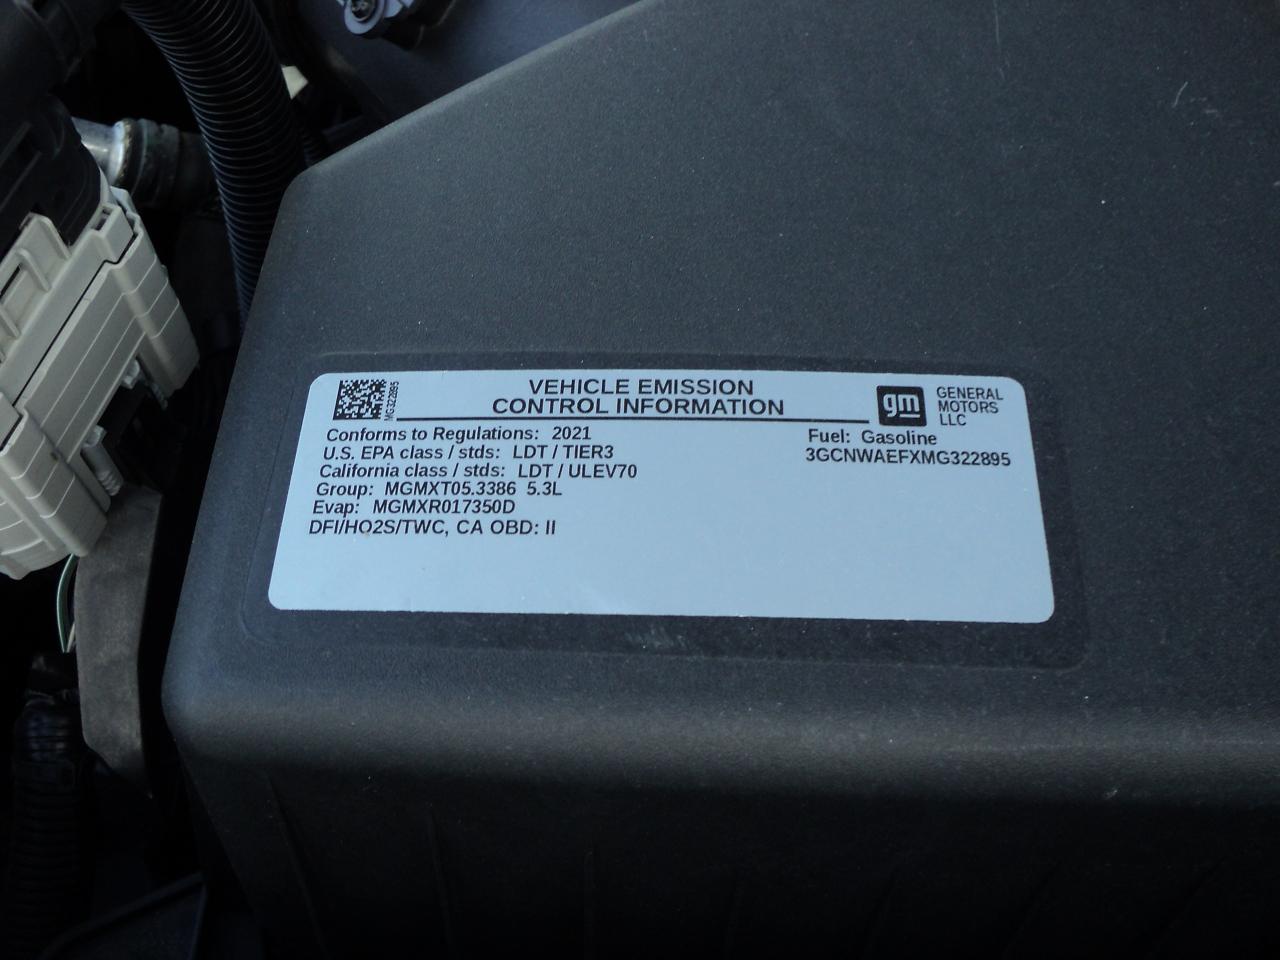 MG322895
VEHICLE EMISSION
CONTROL INFORMATION
gm
GENERAL
MOTORS
LLC
Conforms to Regulations: 2021
U.S. EPA class / stds: LDT / TIER3
California class / stds: LDT / ULEV70
Group: MGMXT05.3386 5.3L
Evap: MGMXR017350D
DFI/HO2S/TWC, CA OBD: II
Fuel: Gasoline
3GCNWAEFXMG322895